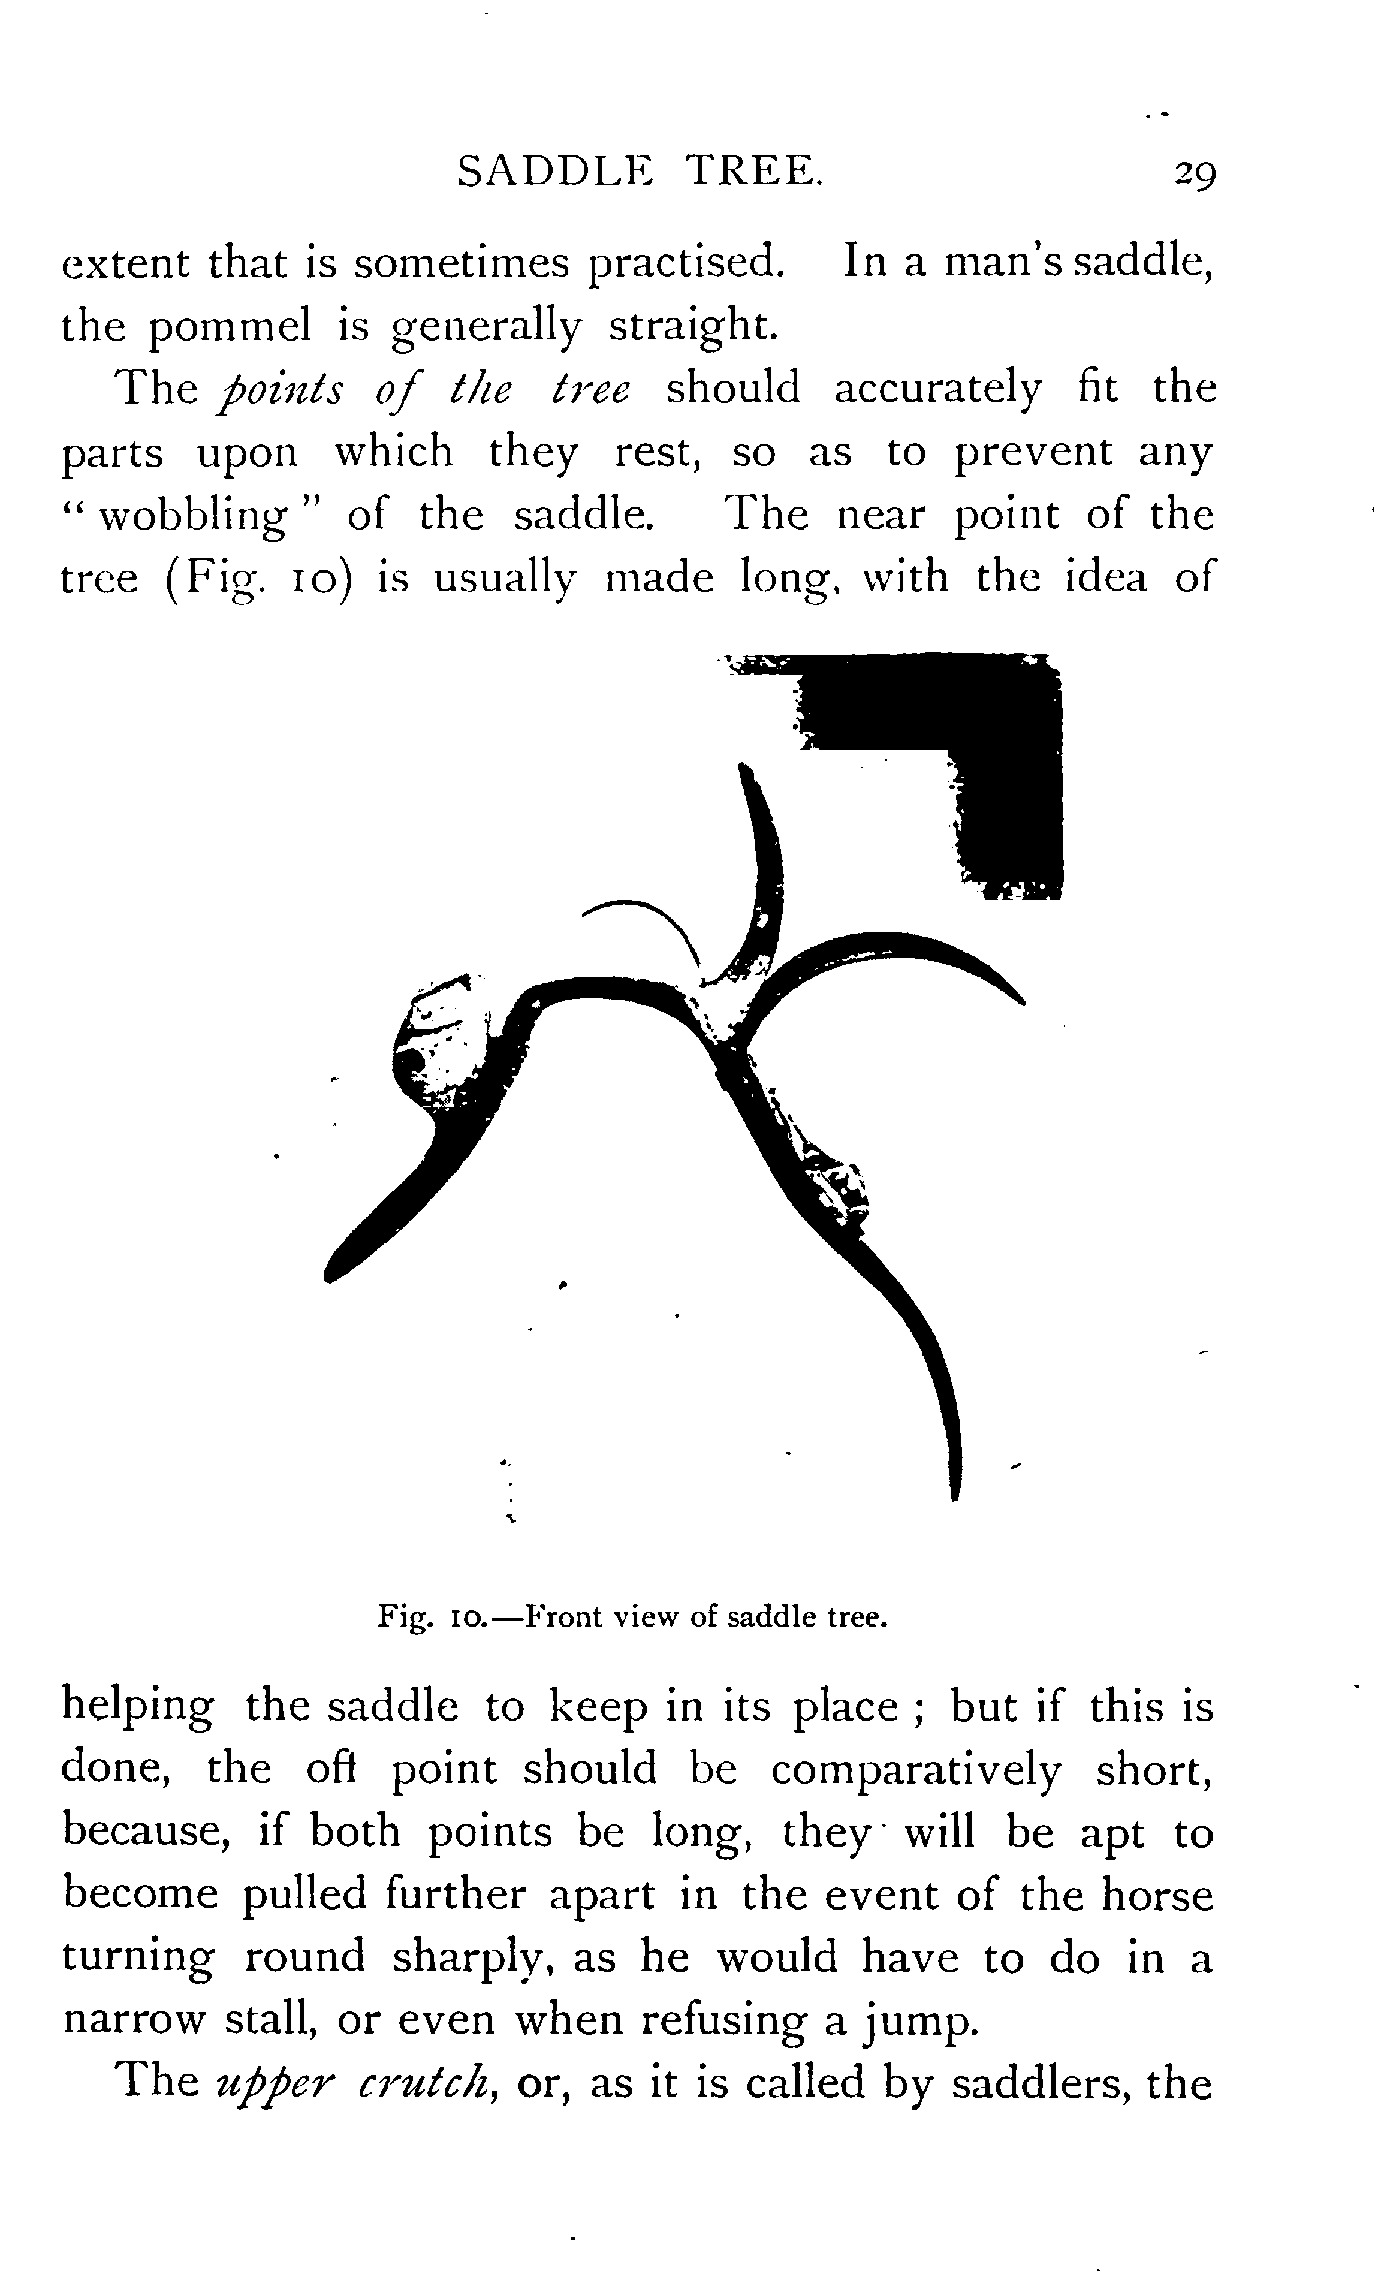 SADDLE TREE. 29
extent that is sometimes practised. In a man's saddle,
the pommel is generally straight.
The points of the tree should accurately fit the
parts upon which they rest, so as to prevent any
“ wobbling ” of the saddle. The near point of the
tree (Fig. 10) is usually made long, with the idea of
Fig. 10.—Front view of saddle tree.
helping the saddle to keep in its place ; but if this is
done, the off point should be comparatively short,
because, if both points be long, they will be apt to
become pulled further apart in the event of the horse
turning round sharply, as he would have to do in a
narrow stall, or even when refusing a jump.
The upper crutch, or, as it is called by saddlers, the